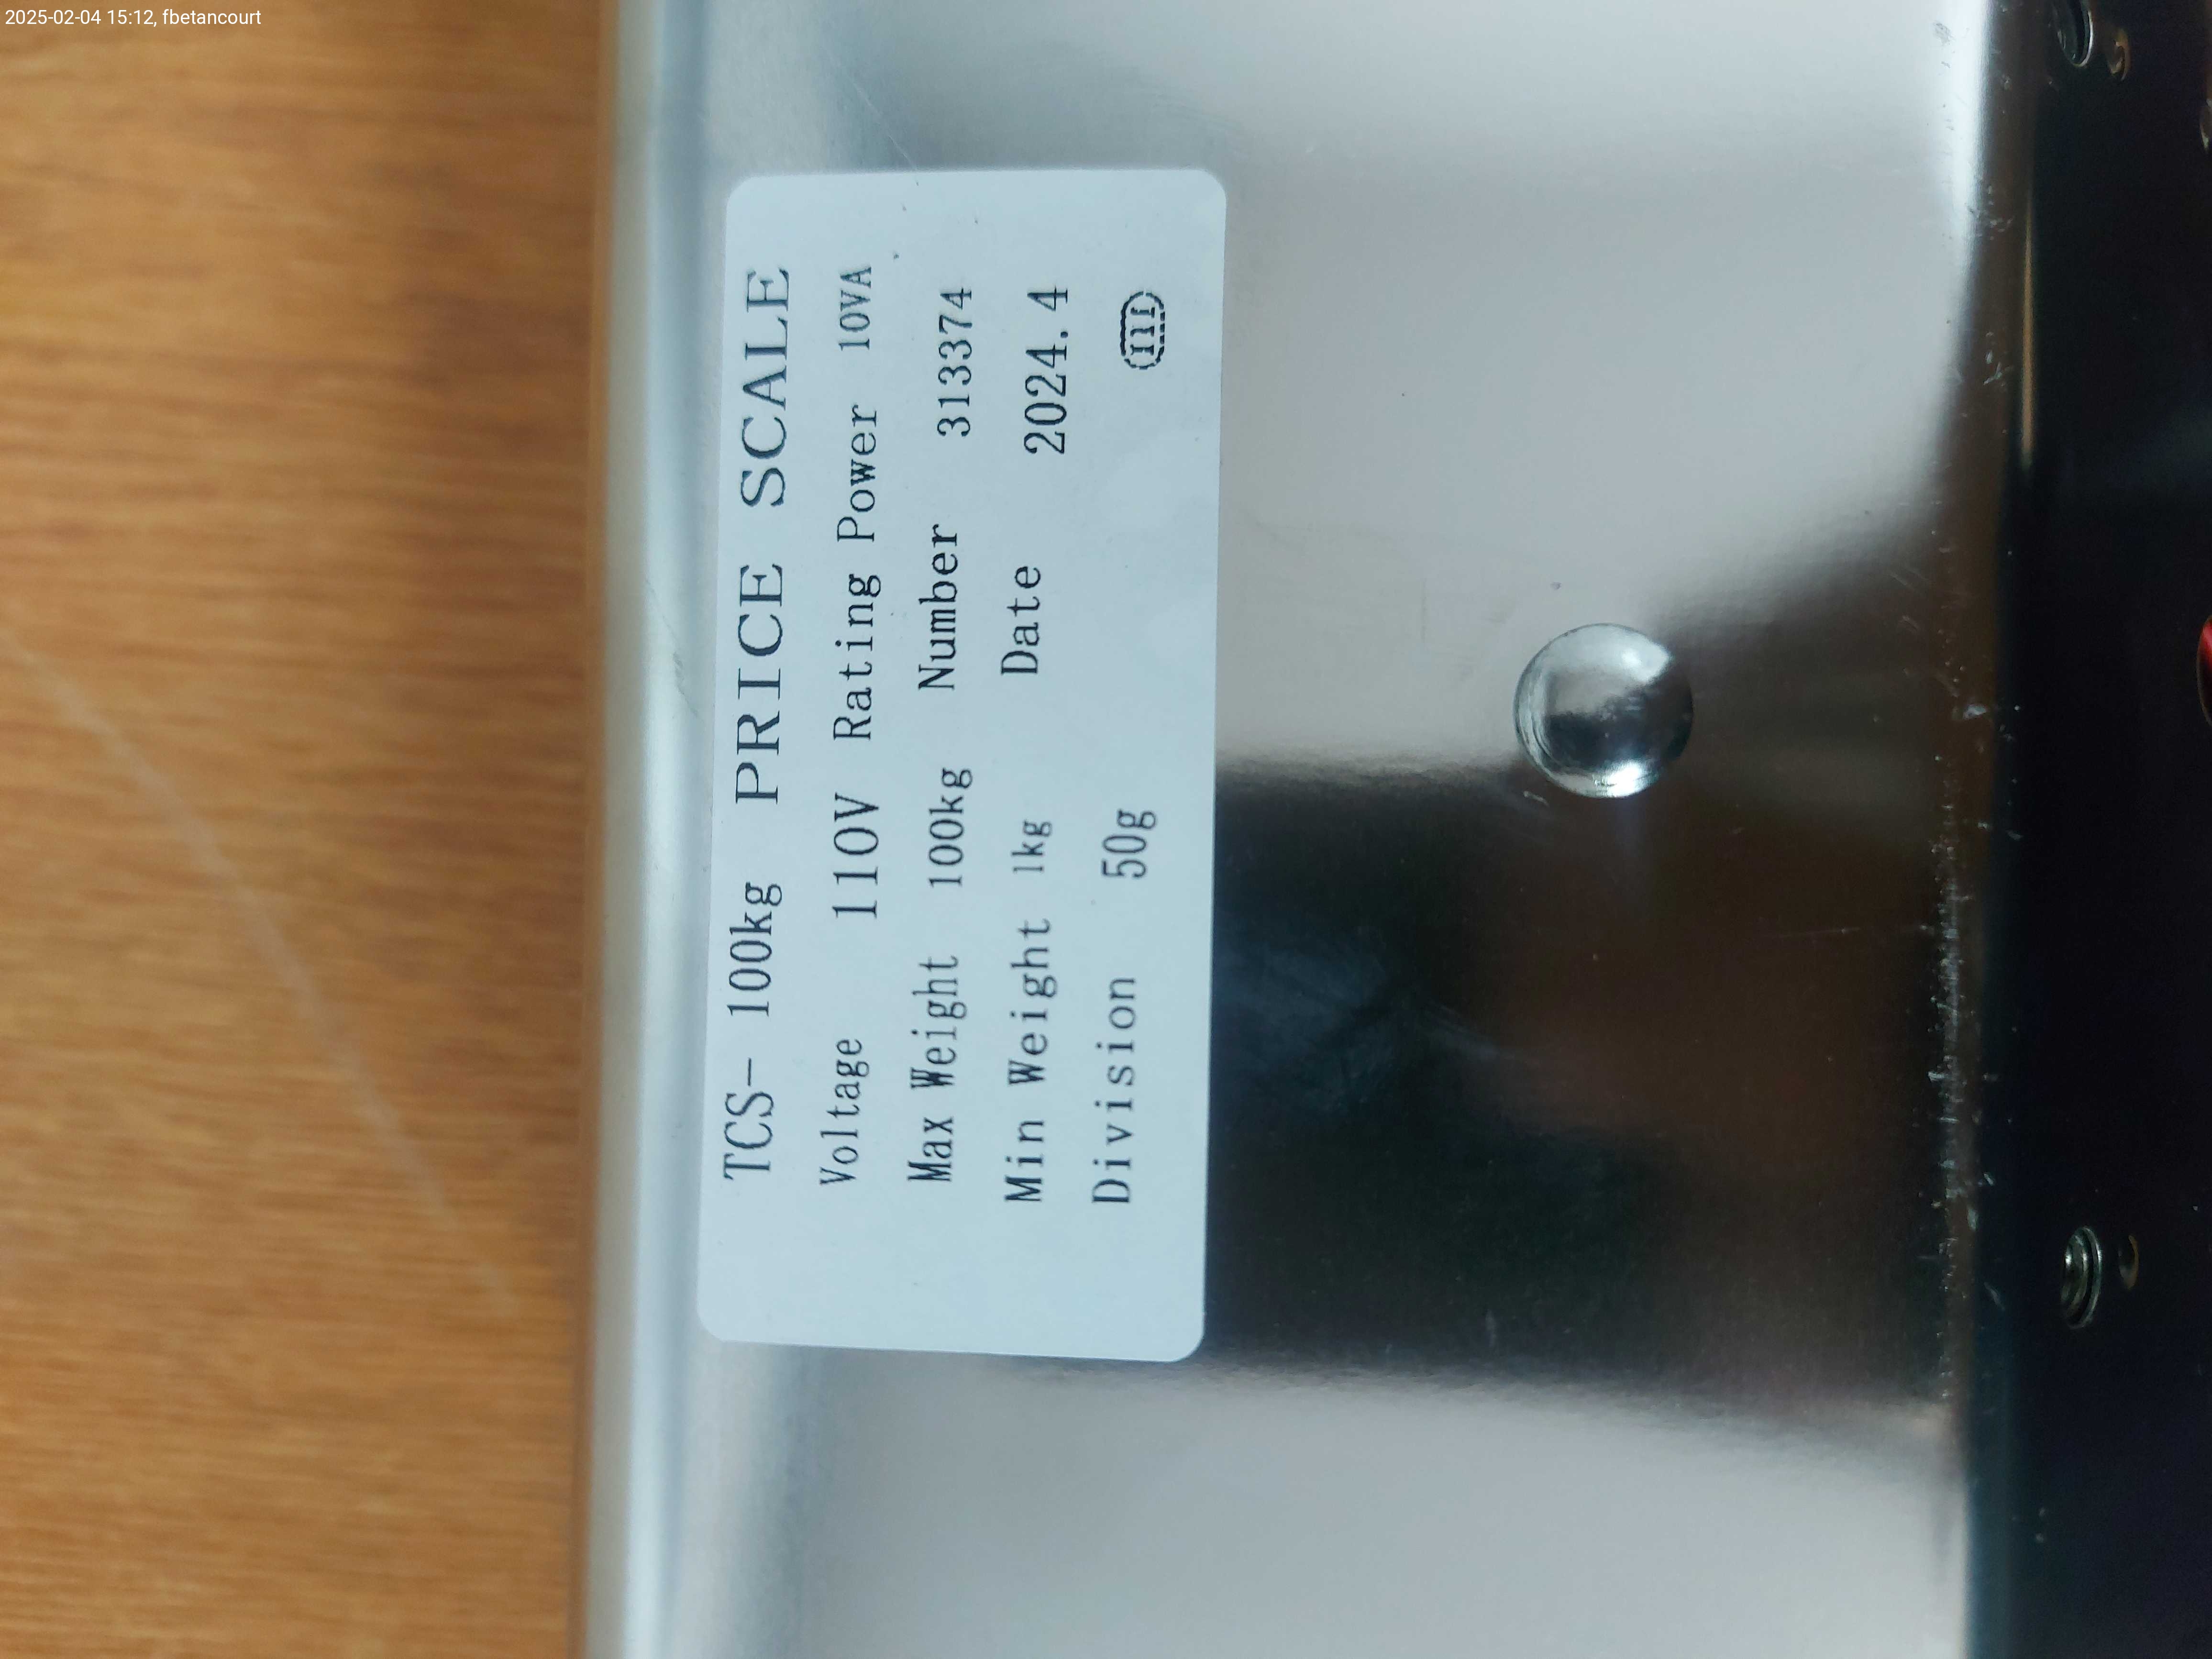 2025-02-04 15:12, fbetancourt
TCS- 100kg PRICE SCALE
Voltage 110V Rating Power 10VA
Max Weight 100kg Number 313374
Min Weight 1kg Date 2024.4
Division 50g III